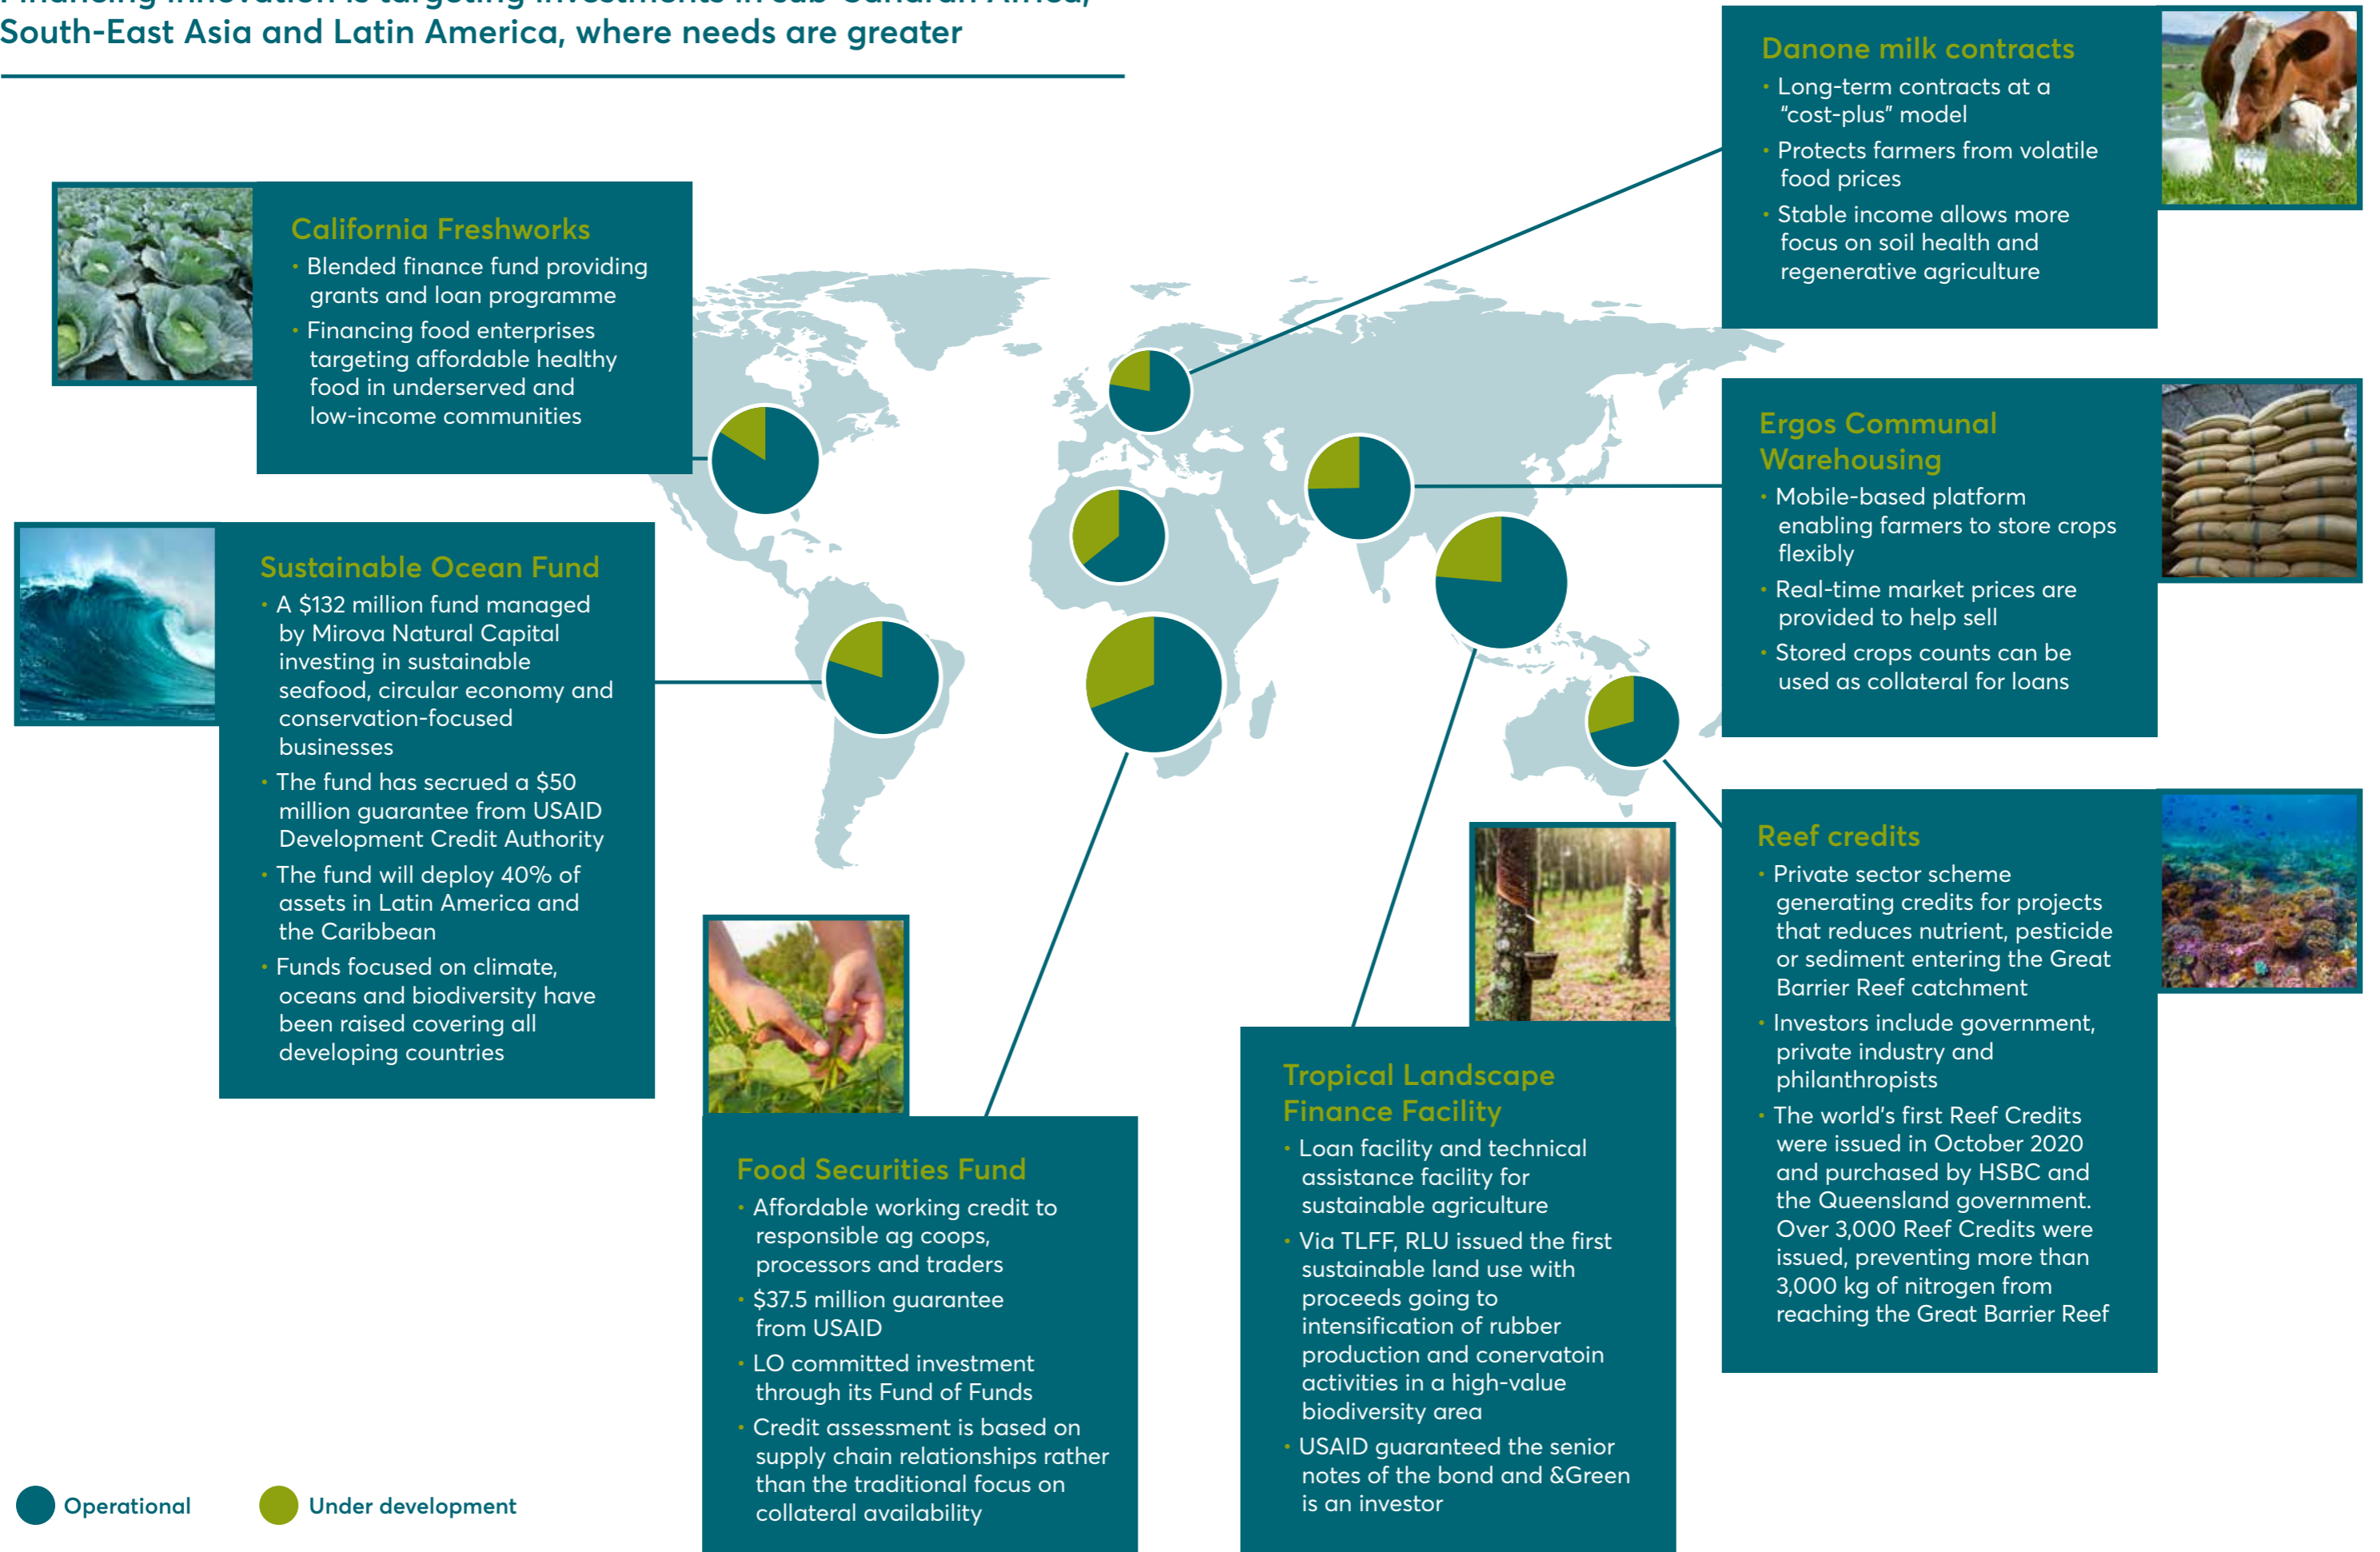 Financing innovation is targeting investments in sub-Saharan Africa,
South-East Asia and Latin America, where needs are greater
Danone milk contracts
• Long-term contracts at a
“cost-plus” model
• Protects farmers from volatile
food prices
• Stable income allows more
focus on soil health and
regenerative agriculture
California Freshworks
• Blended finance fund providing
grants and loan programme
• Financing food enterprises
targeting affordable healthy
food in underserved and
low-income communities
Ergos Communal
Warehousing
• Mobile-based platform
enabling farmers to store crops
flexibly
• Real-time market prices are
provided to help sell
• Stored crops counts can be
used as collateral for loans
Sustainable Ocean Fund
• A $132 million fund managed
by Mirova Natural Capital
investing in sustainable
seafood, circular economy and
conservation-focused
businesses
• The fund has secrued a $50
million guarantee from USAID
Development Credit Authority
• The fund will deploy 40% of
assets in Latin America and
the Caribbean
• Funds focused on climate,
oceans and biodiversity have
been raised covering all
developing countries
Reef credits
• Private sector scheme
generating credits for projects
that reduces nutrient, pesticide
or sediment entering the Great
Barrier Reef catchment
• Investors include government,
private industry and
philanthropists
• The world’s first Reef Credits
were issued in October 2020
and purchased by HSBC and
the Queensland government.
Over 3,000 Reef Credits were
issued, preventing more than
3,000 kg of nitrogen from
reaching the Great Barrier Reef
Food Securities Fund
• Affordable working credit to
responsible ag coops,
processors and traders
• $37.5 million guarantee
from USAID
• LO committed investment
through its Fund of Funds
• Credit assessment is based on
supply chain relationships rather
than the traditional focus on
collateral availability
Tropical Landscape
Finance Facility
• Loan facility and technical
assistance facility for
sustainable agriculture
• Via TLFF, RLU issued the first
sustainable land use with
proceeds going to
intensification of rubber
production and conervatoin
activities in a high-value
biodiversity area
• USAID guaranteed the senior
notes of the bond and &Green
is an investor
Operational
Under development